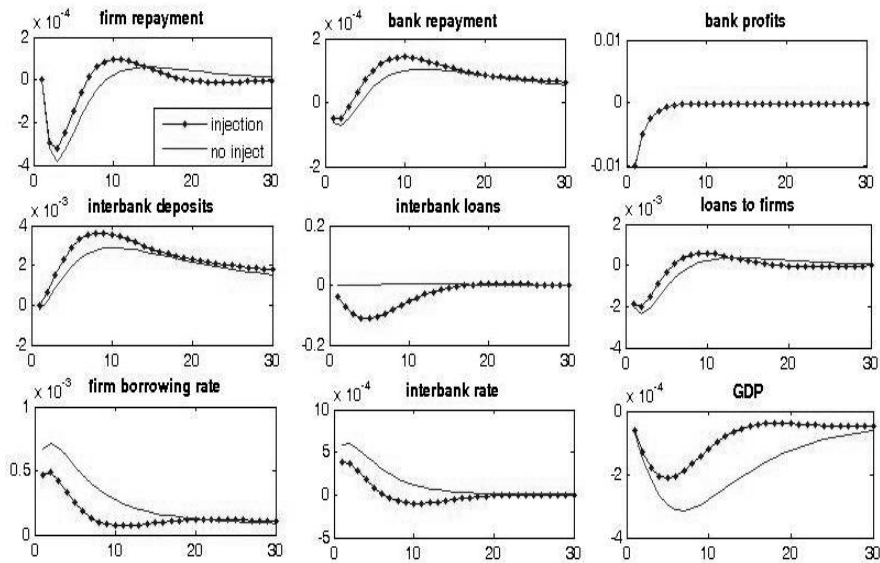 firm repayment
x 10^-4
2
0
-2
-4
0 10 20 30
injection
no inject
bank repayment
x 10^-4
2
0
-2
0 10 20 30
bank profits
0.01
0
-0.01
0 10 20 30
interbank deposits
x 10^-3
4
2
0
0 10 20 30
interbank loans
0.2
0
-0.2
0 10 20 30
loans to firms
x 10^-3
2
0
-2
-4
0 10 20 30
firm borrowing rate
x 10^-3
1
0.5
0
0 10 20 30
interbank rate
x 10^-4
10
5
0
-5
0 10 20 30
GDP
x 10^-4
0
-2
-4
0 10 20 30